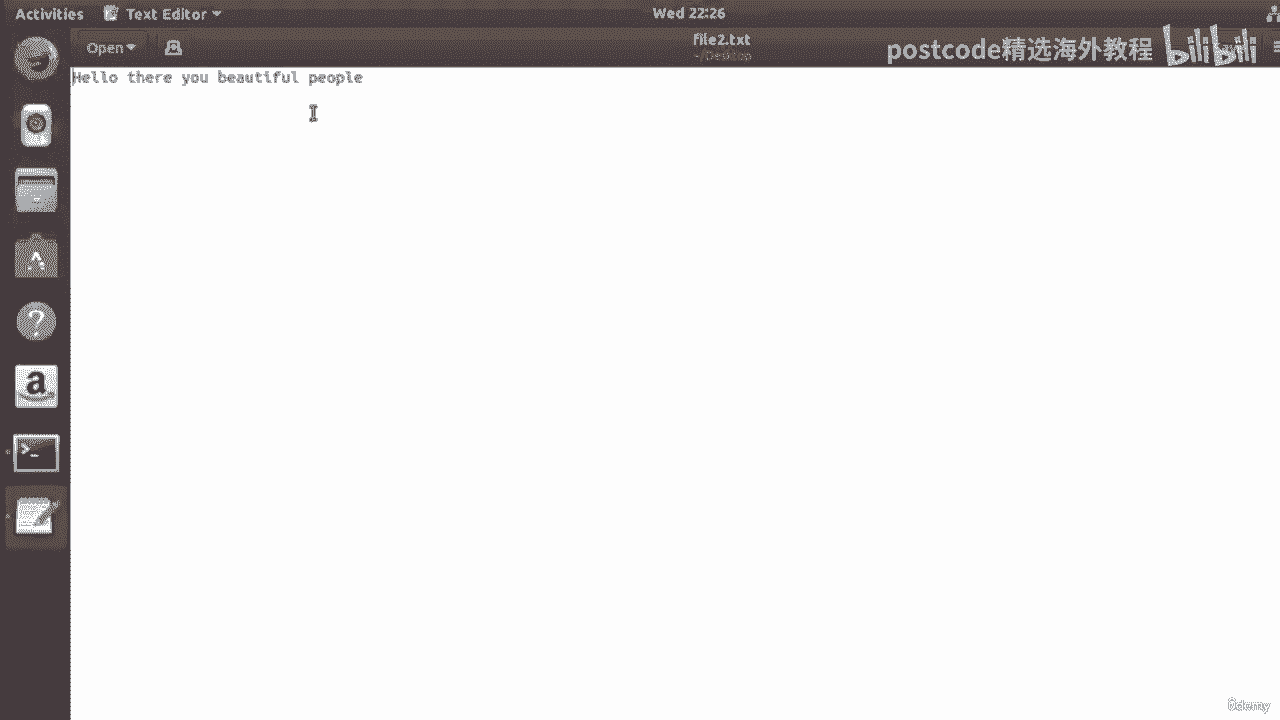 Activities Text Editor Wed 22:26
Open file2.txt
~/Desktop
postcode精选海外教程 bilibili
Hello there you beautiful people
a
>_
ûdemy